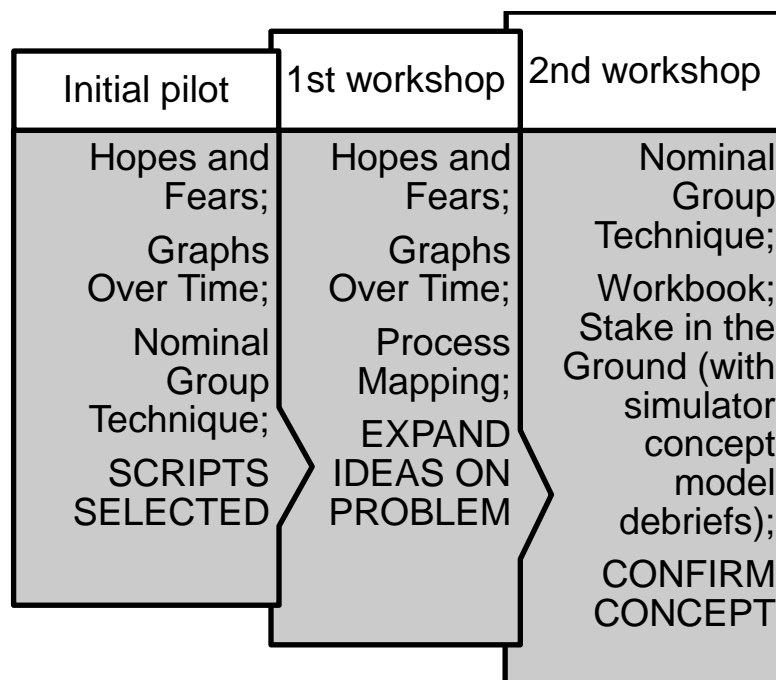 Initial pilot
Hopes and
Fears;
Graphs
Over Time;
Nominal
Group
Technique;
SCRIPTS
SELECTED
1st workshop
Hopes and
Fears;
Graphs
Over Time;
Process
Mapping;
EXPAND
IDEAS ON
PROBLEM
2nd workshop
Nominal
Group
Technique;
Workbook;
Stake in the
Ground (with
simulator
concept
model
debriefs);
CONFIRM
CONCEPT